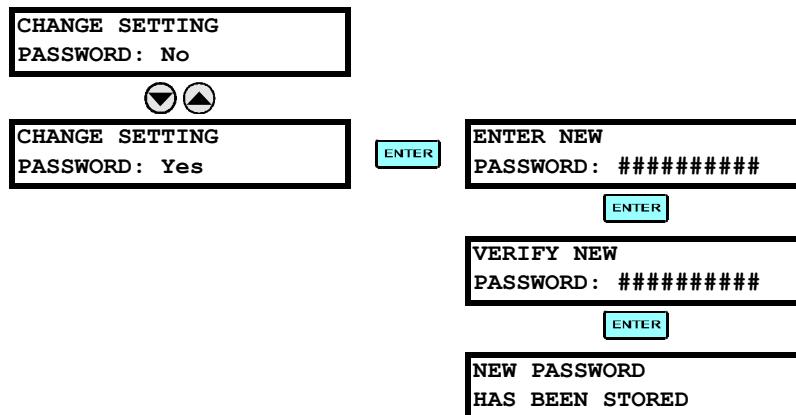 CHANGE SETTING
PASSWORD: No
CHANGE SETTING
PASSWORD: Yes
ENTER
ENTER NEW
PASSWORD: ##########
ENTER
VERIFY NEW
PASSWORD: ##########
ENTER
NEW PASSWORD
HAS BEEN STORED